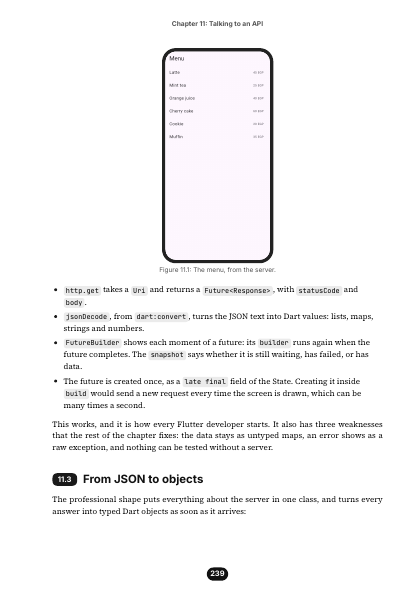 Chapter 11: Talking to an API
Menu
Latte
Mint tea
Orange juice
Cherry cake
Cookie
Muffin
Figure 11.1: The menu, from the server.
• http.get takes a Uri and returns a Future<Response>, with statusCode and
body.
• jsonDecode, from dart:convert, turns the JSON text into Dart values: lists, maps,
strings and numbers.
• FutureBuilder shows each moment of a future: its builder runs again when the
future completes. The snapshot says whether it is still waiting, has failed, or has
data.
• The future is created once, as a late final field of the State. Creating it inside
build would send a new request every time the screen is drawn, which can be
many times a second.
This works, and it is how every Flutter developer starts. It also has three weaknesses
that the rest of the chapter fixes: the data stays as untyped maps, an error shows as a
raw exception, and nothing can be tested without a server.
11.3 From JSON to objects
The professional shape puts everything about the server in one class, and turns every
answer into typed Dart objects as soon as it arrives:
239